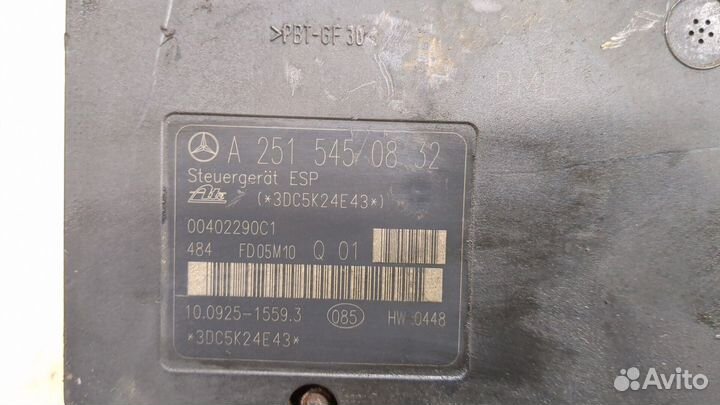 >PBT-GF 30<
A 251 545 08 32
Steuergerät ESP
Ate (*3DC5K24E43*)
00402290C1
484 FD05M10 Q 01
10.0925-1559.3 085 HW 0448
*3DC5K24E43*
Avito